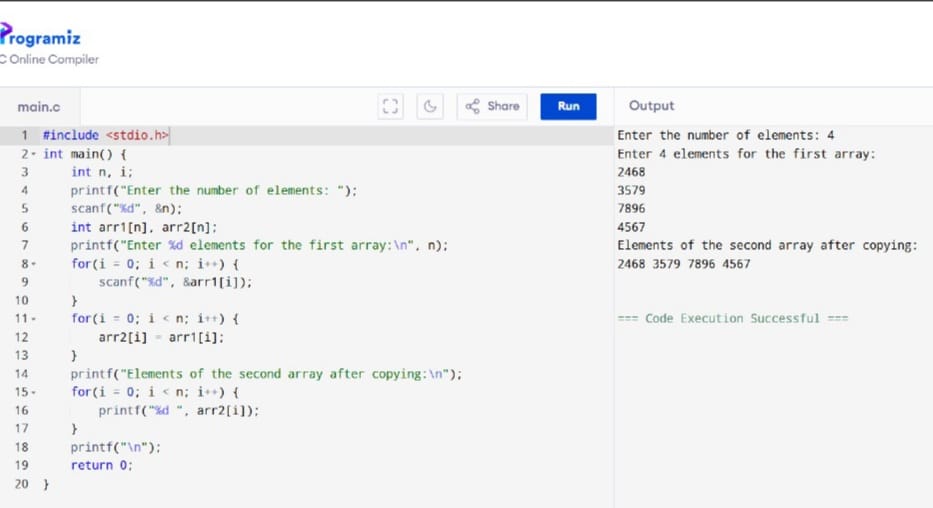 Programiz
C Online Compiler
main.c
Share
Run
Output
1 #include <stdio.h>
2 int main() {
3 int n, i;
4 printf("Enter the number of elements: ");
5 scanf("%d", &n);
6 int arr1[n], arr2[n];
7 printf("Enter %d elements for the first array:\n", n);
8 for(i = 0; i < n; i++) {
9 scanf("%d", &arr1[i]);
10 }
11 for(i = 0; i < n; i++) {
12 arr2[i] = arr1[i];
13 }
14 printf("Elements of the second array after copying:\n");
15 for(i = 0; i < n; i++) {
16 printf("%d ", arr2[i]);
17 }
18 printf("\n");
19 return 0;
20 }
Enter the number of elements: 4
Enter 4 elements for the first array:
2468
3579
7896
4567
Elements of the second array after copying:
2468 3579 7896 4567
=== Code Execution Successful ===